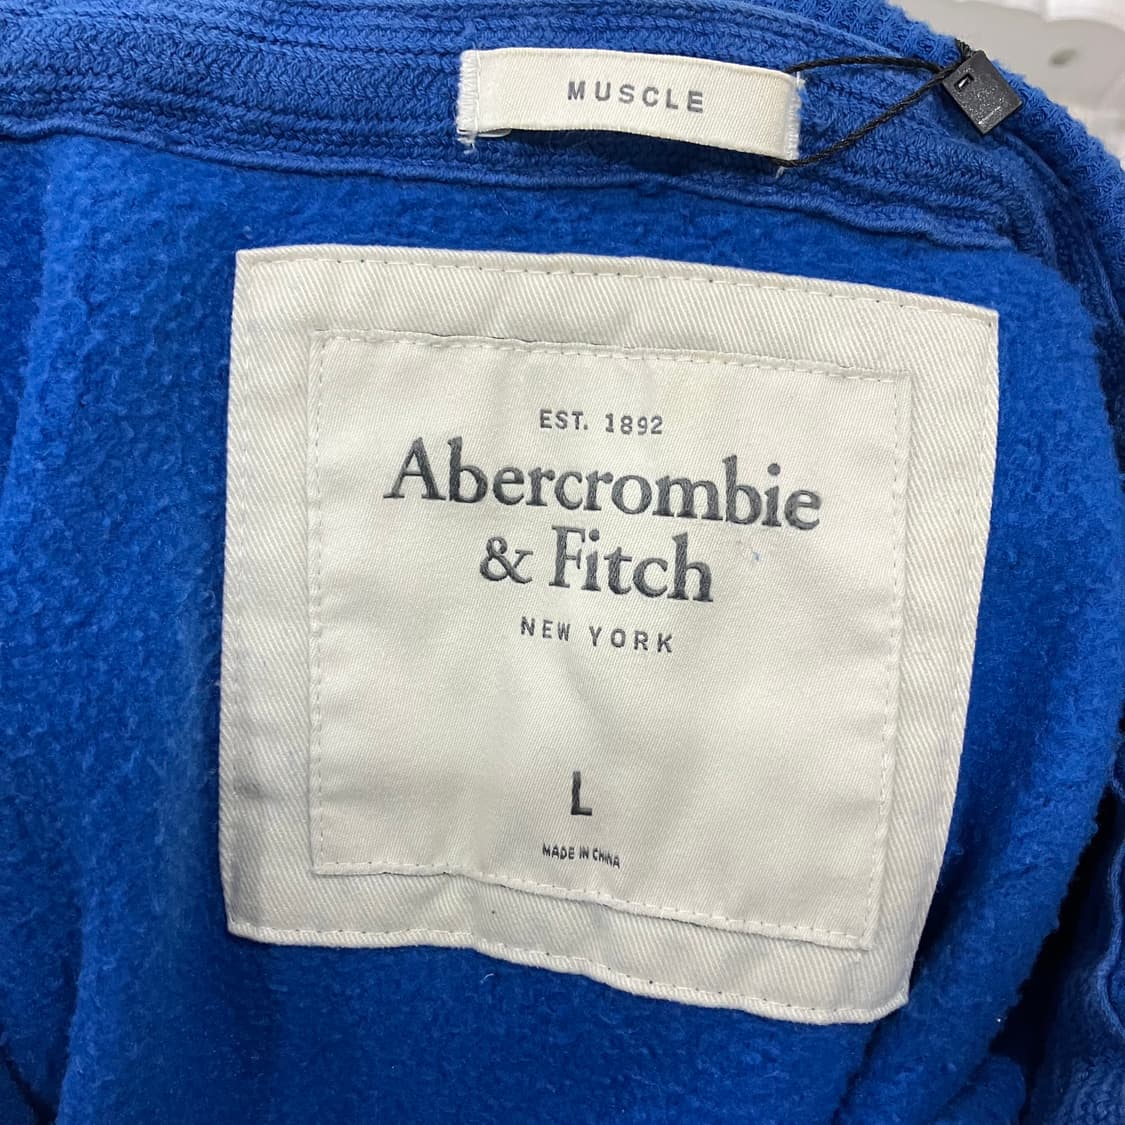 MUSCLE
EST. 1892
Abercrombie
& Fitch
NEW YORK
L
MADE IN CHINA